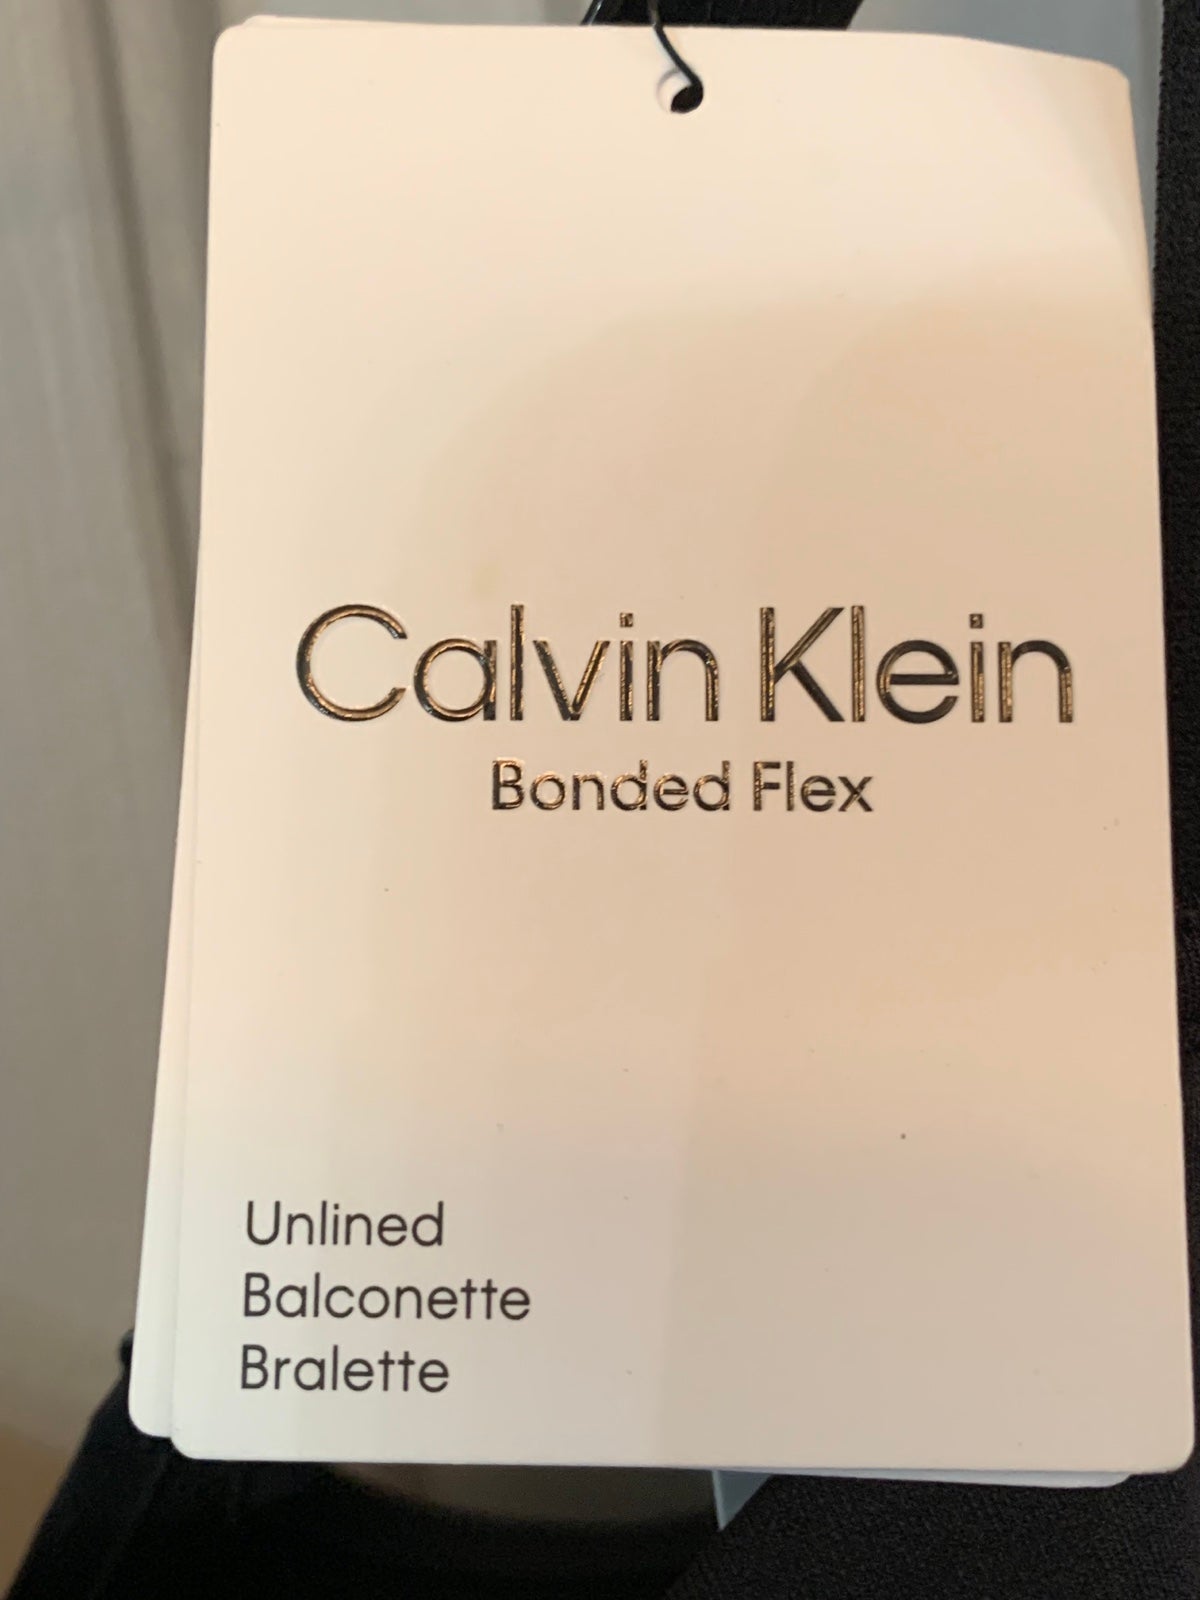 Calvin Klein
Bonded Flex
Unlined
Balconette
Bralette